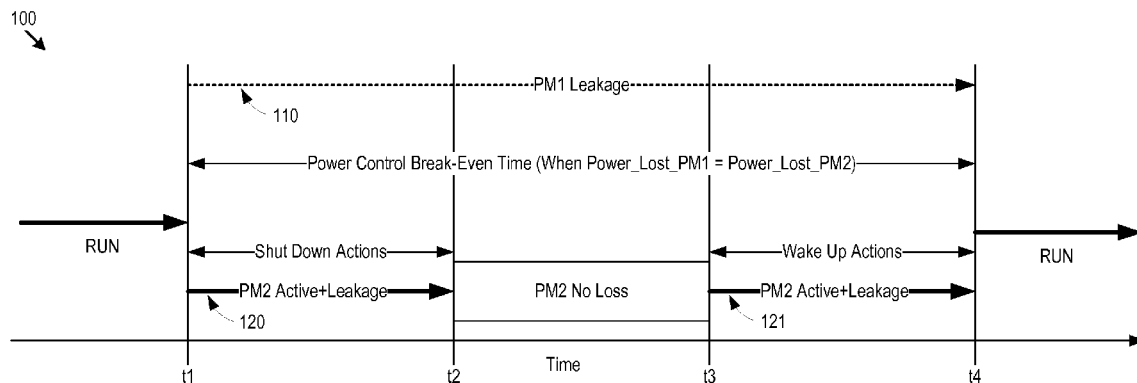 100
PM1 Leakage
110
Power Control Break-Even Time (When Power_Lost_PM1 = Power_Lost_PM2)
RUN
Shut Down Actions
Wake Up Actions
RUN
PM2 Active+Leakage
PM2 No Loss
PM2 Active+Leakage
120
121
Time
t1
t2
t3
t4